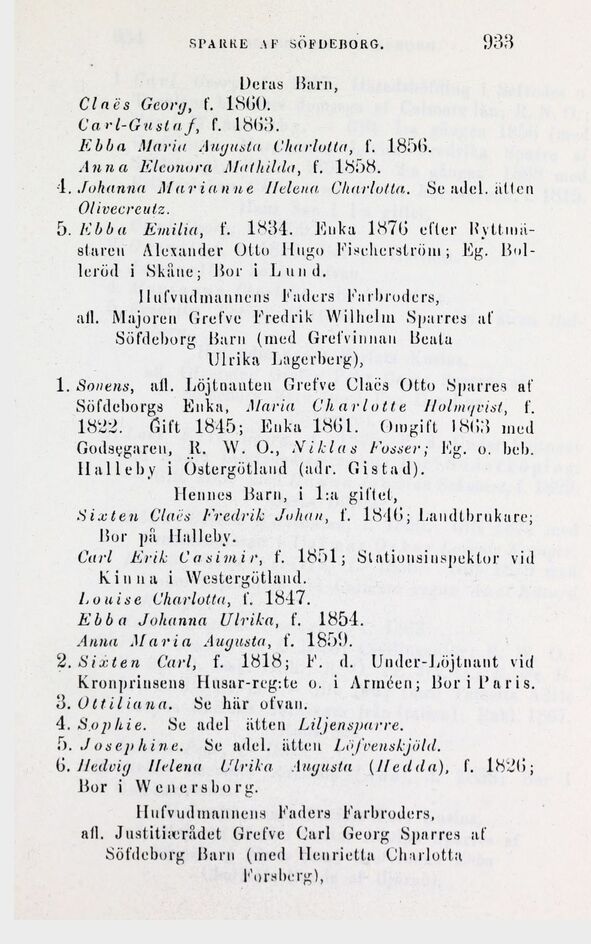 SPARRE AF SÖFDEBORG. 933
Deras Barn,
Claës Georg, f. 1860.
Carl-Gustaf, f. 1863.
Ebba Maria Augusta Charlotta, f. 1856.
Anna Eleonora Mathilda, f. 1858.
4. Johanna Marianne Helena Charlotta. Se adel. ätten
Olivecreutz.
5. Ebba Emilia, f. 1834. Enka 1876 efter Ryttmä-
staren Alexander Otto Hugo Fischerström; Eg. Bol-
leröd i Skåne; Bor i Lund.
Hufvudmannens Faders Farbroders,
afl. Majoren Grefve Fredrik Wilhelm Sparres af
Söfdeborg Barn (med Grefvinnan Beata
Ulrika Lagerberg),
1. Sonens, afl. Löjtnanten Grefve Claës Otto Sparres af
Söfdeborgs Enka, Maria Charlotte Holmqvist, f.
1822. Gift 1845; Enka 1861. Omgift 1863 med
Godsegaren, R. W. O., Niklas Fosser; Eg. o. beb.
Halleby i Östergötland (adr. Gistad).
Hennes Barn, i 1:a giftet,
Sixten Claës Fredrik Johan, f. 1846; Landtbrukare;
Bor på Halleby.
Carl Erik Casimir, f. 1851; Stationsinspektor vid
Kinna i Westergötland.
Louise Charlotta, f. 1847.
Ebba Johanna Ulrika, f. 1854.
Anna Maria Augusta, f. 1859.
2. Sixten Carl, f. 1818; F. d. Under-Löjtnant vid
Kronprinsens Husar-reg:te o. i Arméen; Bor i Paris.
3. Ottiliana. Se här ofvan.
4. Sophie. Se adel ätten Liljensparre.
5. Josephine. Se adel. ätten Löfvenskjöld.
6. Hedvig Helena Ulrika Augusta (Hedda), f. 1826;
Bor i Wenersborg.
Hufvudmannens Faders Farbroders,
afl. Justitiærådet Grefve Carl Georg Sparres af
Söfdeborg Barn (med Henrietta Charlotta
Forsberg),